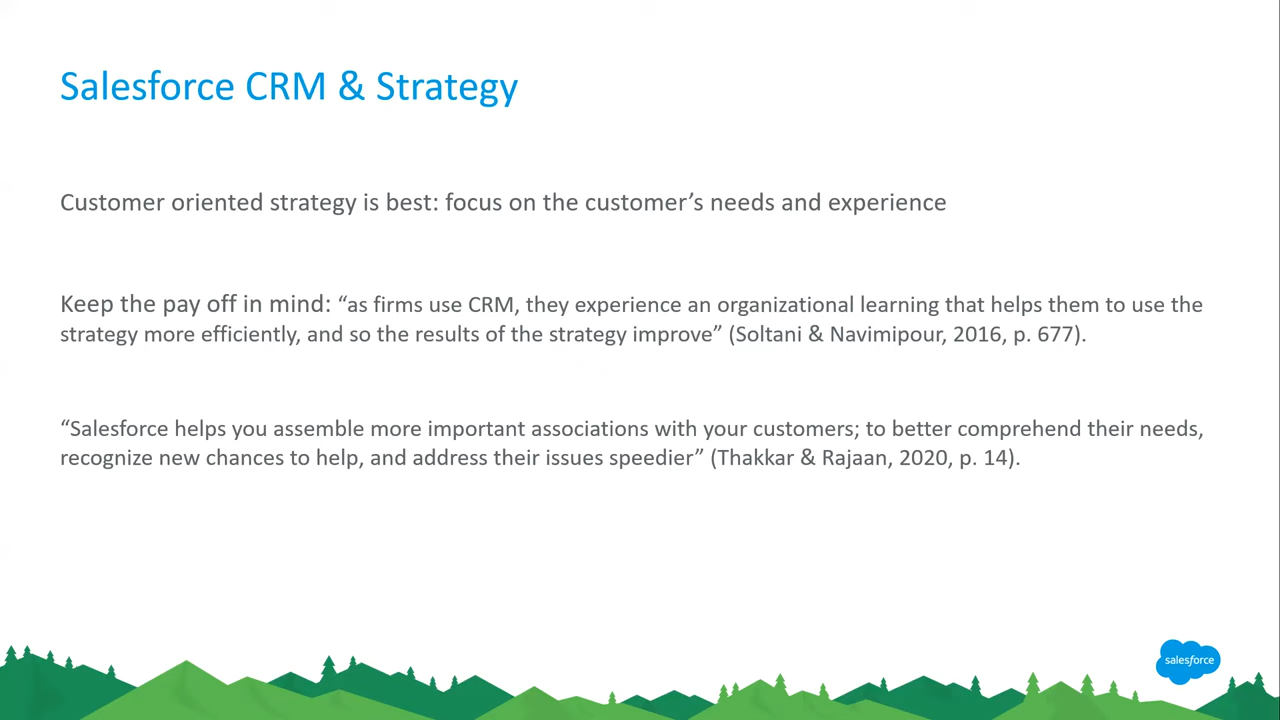 Salesforce CRM & Strategy
Customer oriented strategy is best: focus on the customer’s needs and experience
Keep the pay off in mind: “as firms use CRM, they experience an organizational learning that helps them to use the
strategy more efficiently, and so the results of the strategy improve” (Soltani & Navimipour, 2016, p. 677).
“Salesforce helps you assemble more important associations with your customers; to better comprehend their needs,
recognize new chances to help, and address their issues speedier” (Thakkar & Rajaan, 2020, p. 14).
salesforce